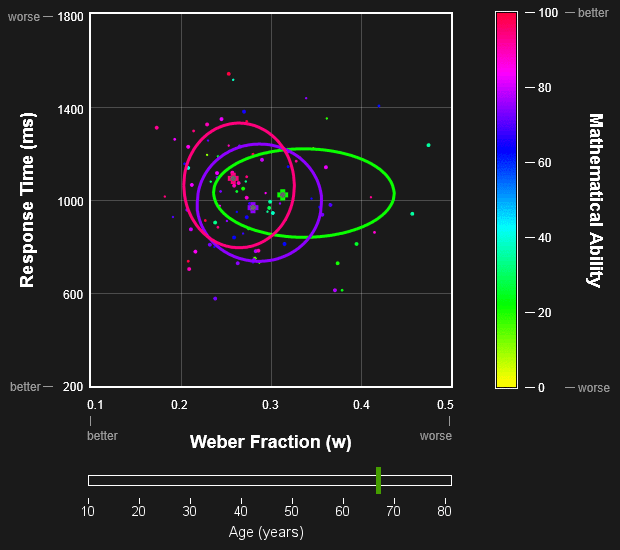 worse
1800
1400
1000
600
better
200
Response Time (ms)
0.1
0.2
0.3
0.4
0.5
better
worse
Weber Fraction (w)
100
better
80
60
40
20
0
worse
Mathematical Ability
10
20
30
40
50
60
70
80
Age (years)